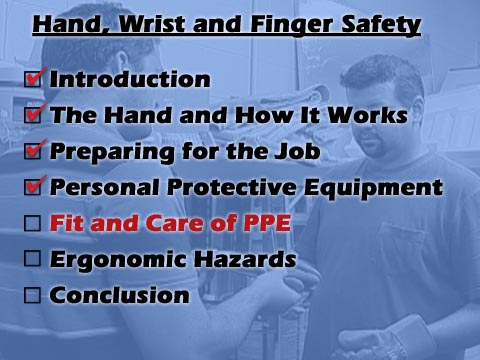 Hand, Wrist and Finger Safety
Introduction
The Hand and How It Works
Preparing for the Job
Personal Protective Equipment
Fit and Care of PPE
Ergonomic Hazards
Conclusion